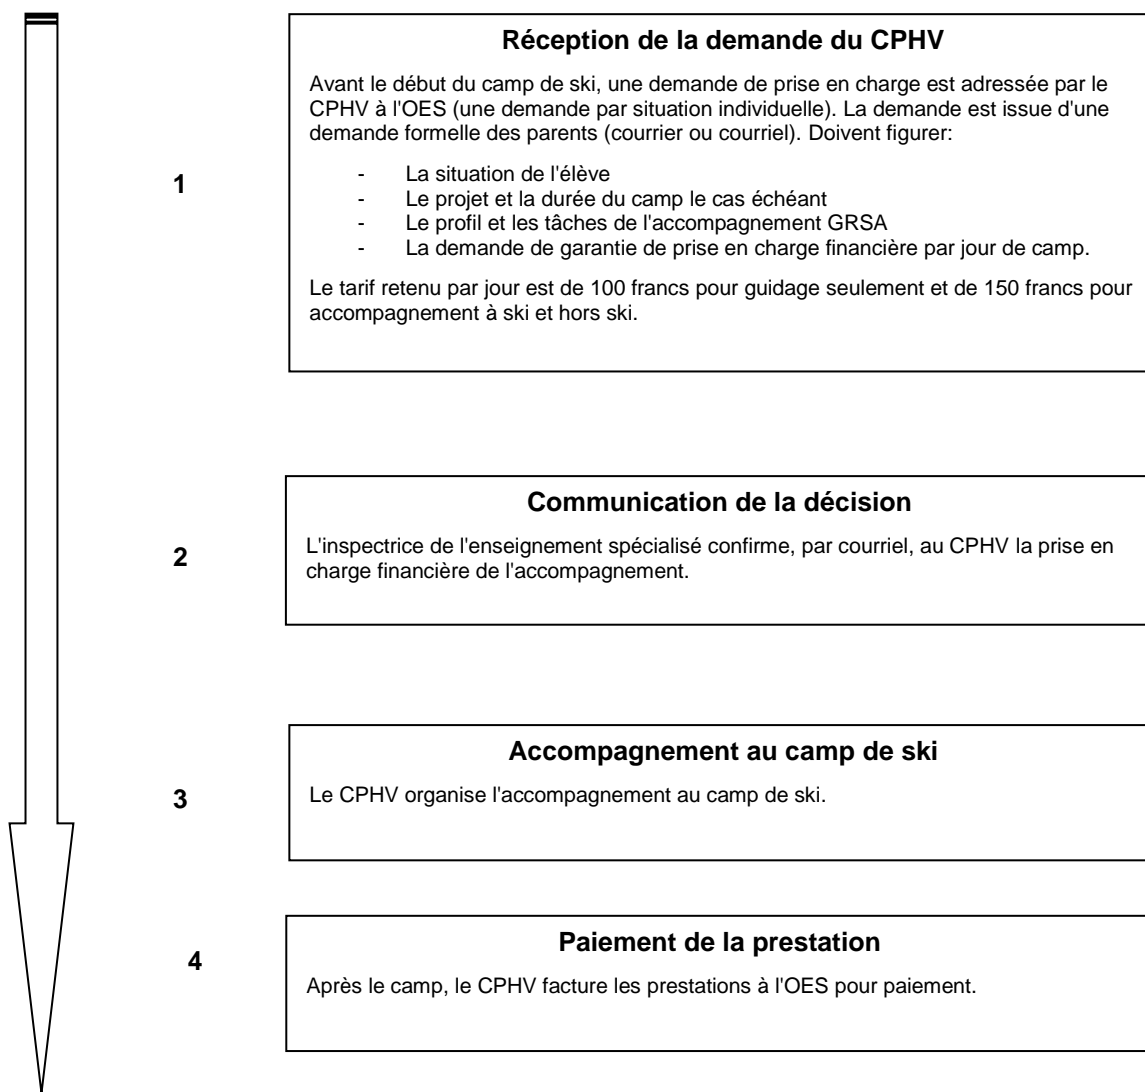 Réception de la demande du CPHV
Avant le début du camp de ski, une demande de prise en charge est adressée par le
CPHV à l'OES (une demande par situation individuelle). La demande est issue d'une
demande formelle des parents (courrier ou courriel). Doivent figurer:
1
- La situation de l'élève
- Le projet et la durée du camp le cas échéant
- Le profil et les tâches de l'accompagnement GRSA
- La demande de garantie de prise en charge financière par jour de camp.
Le tarif retenu par jour est de 100 francs pour guidage seulement et de 150 francs pour
accompagnement à ski et hors ski.
Communication de la décision
2
L'inspectrice de l'enseignement spécialisé confirme, par courriel, au CPHV la prise en
charge financière de l'accompagnement.
Accompagnement au camp de ski
3
Le CPHV organise l'accompagnement au camp de ski.
Paiement de la prestation
4
Après le camp, le CPHV facture les prestations à l'OES pour paiement.